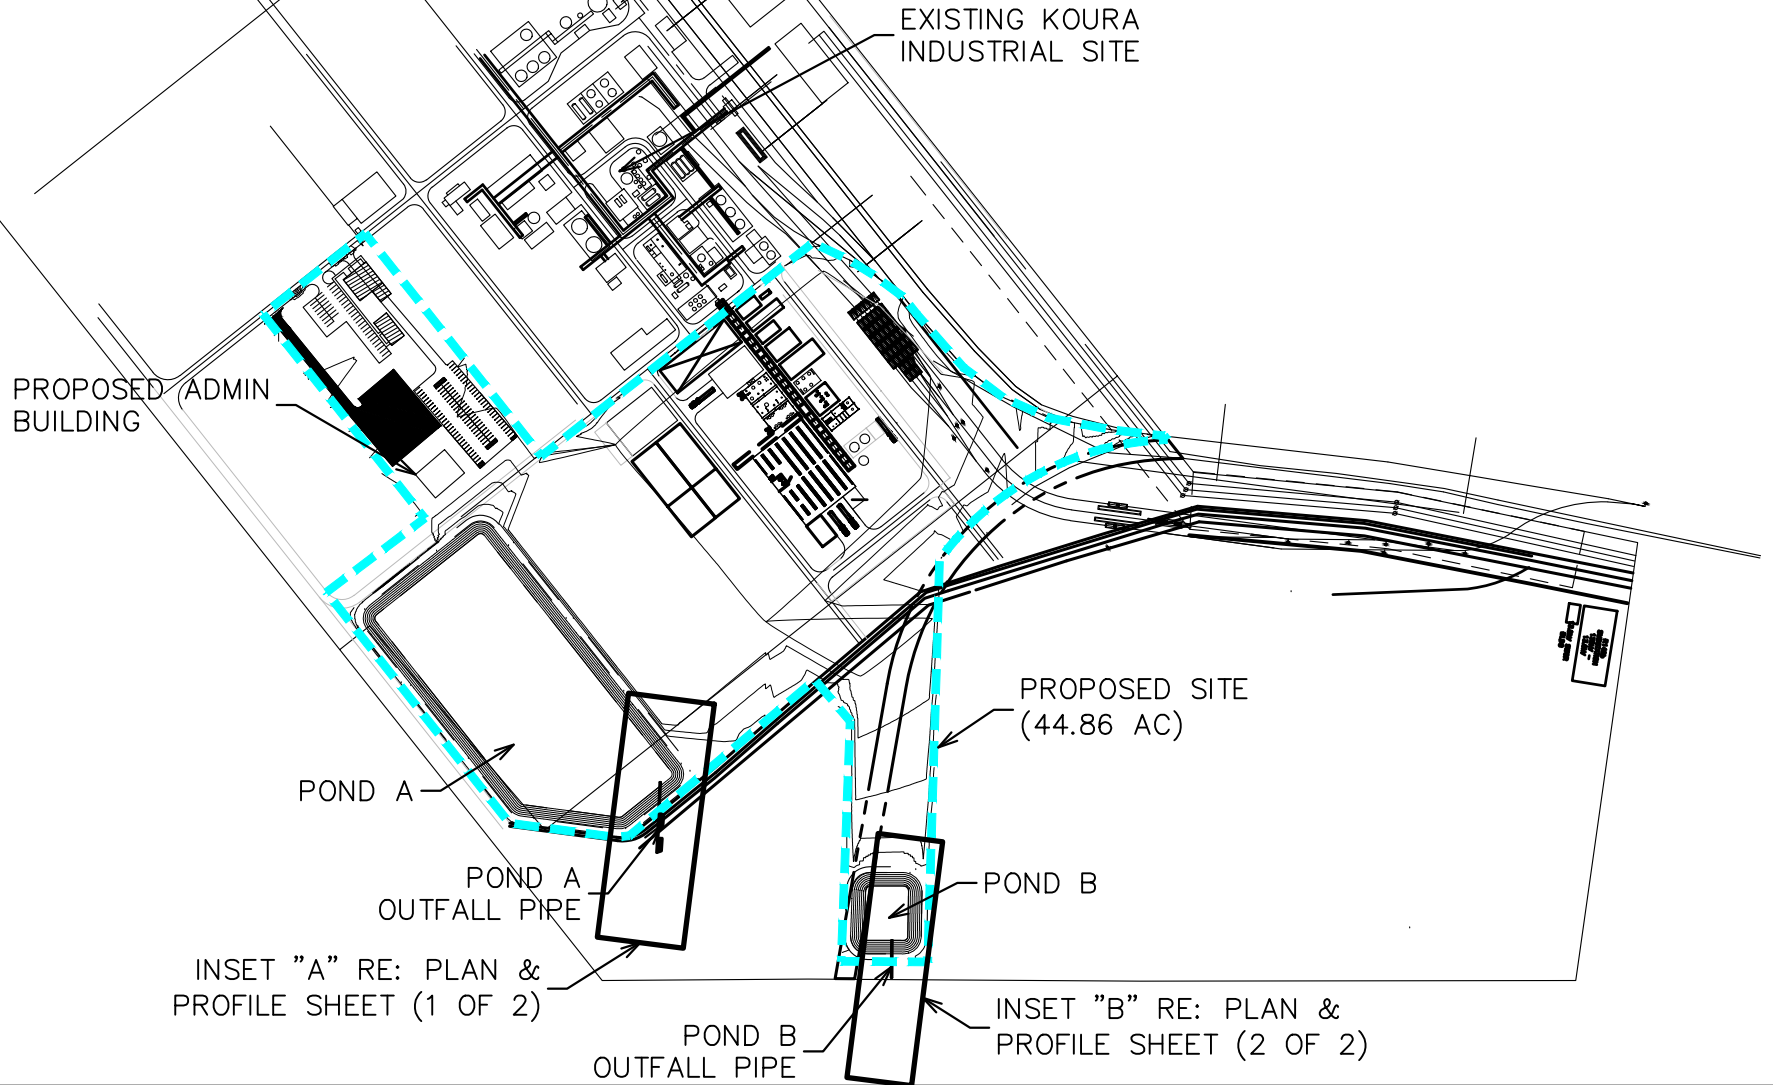 EXISTING KOURA
INDUSTRIAL SITE
PROPOSED ADMIN
BUILDING
PROPOSED SITE
(44.86 AC)
POND A
POND A
OUTFALL PIPE
POND B
INSET "A" RE: PLAN &
PROFILE SHEET (1 OF 2)
INSET "B" RE: PLAN &
PROFILE SHEET (2 OF 2)
POND B
OUTFALL PIPE